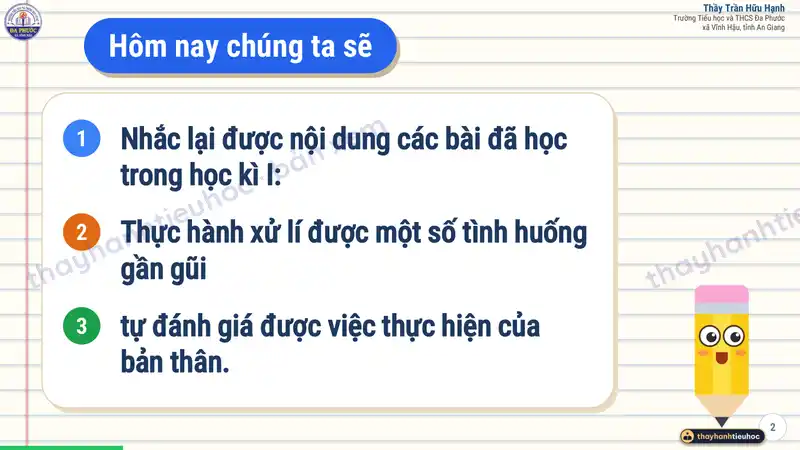 Thầy Trần Hữu Hạnh
Trường Tiểu học và THCS Đa Phước
xã Vĩnh Hậu, tỉnh An Giang
ĐA PHƯỚC
Hôm nay chúng ta sẽ
1
Nhắc lại được nội dung các bài đã học
trong học kì I:
2
Thực hành xử lí được một số tình huống
gần gũi
3
tự đánh giá được việc thực hiện của
bản thân.
thayhanhtieuhoc
2